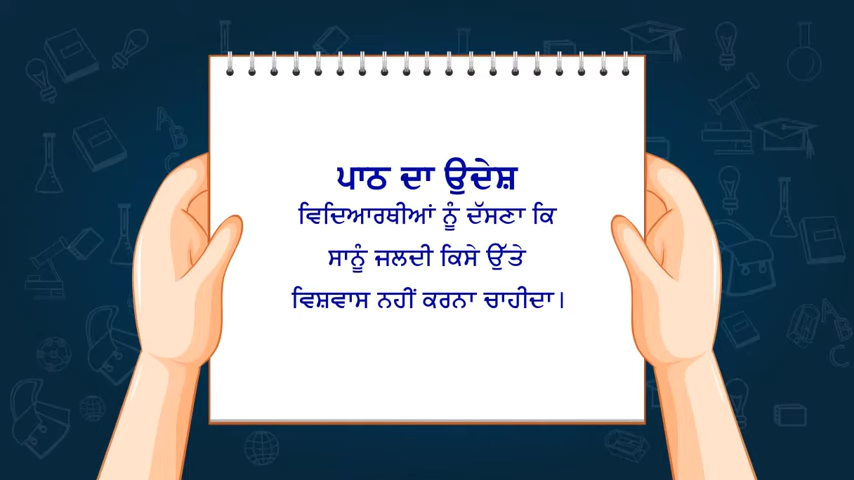 ਪਾਠ ਦਾ ਉਦੇਸ਼
ਵਿਦਿਆਰਥੀਆਂ ਨੂੰ ਦੱਸਣਾ ਕਿ
ਸਾਨੂੰ ਜਲਦੀ ਕਿਸੇ ਉੱਤੇ
ਵਿਸ਼ਵਾਸ ਨਹੀਂ ਕਰਨਾ ਚਾਹੀਦਾ।